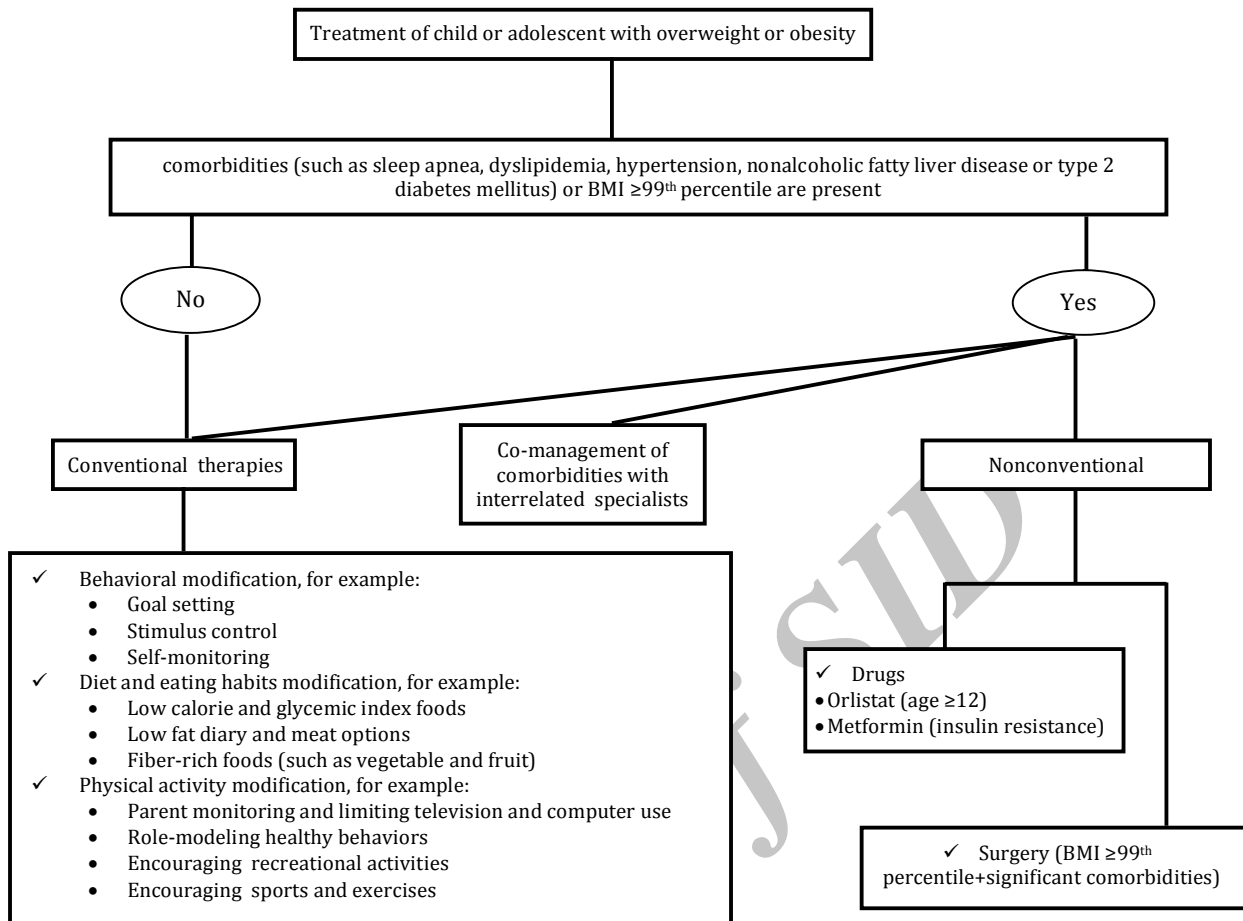 Treatment of child or adolescent with overweight or obesity
comorbidities (such as sleep apnea, dyslipidemia, hypertension, nonalcoholic fatty liver disease or type 2
diabetes mellitus) or BMI ≥99th percentile are present
No
Yes
Conventional therapies
Co-management of
comorbidities with
interrelated specialists
Nonconventional
✓ Behavioral modification, for example:
• Goal setting
• Stimulus control
• Self-monitoring
✓ Diet and eating habits modification, for example:
• Low calorie and glycemic index foods
• Low fat diary and meat options
• Fiber-rich foods (such as vegetable and fruit)
✓ Physical activity modification, for example:
• Parent monitoring and limiting television and computer use
• Role-modeling healthy behaviors
• Encouraging recreational activities
• Encouraging sports and exercises
✓ Drugs
• Orlistat (age ≥12)
• Metformin (insulin resistance)
✓ Surgery (BMI ≥99th
percentile+significant comorbidities)
j SID